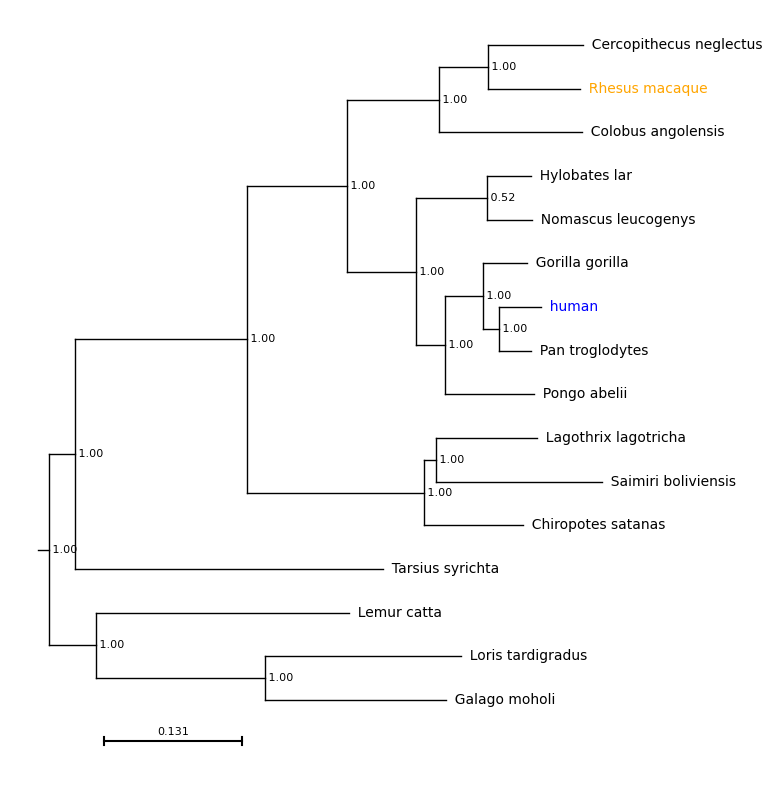 Cercopithecus neglectus
1.00
Rhesus macaque
1.00
Colobus angolensis
Hylobates lar
1.00
0.52
Nomascus leucogenys
Gorilla gorilla
1.00
1.00
human
1.00
1.00
1.00
Pan troglodytes
Pongo abelii
Lagothrix lagotricha
1.00
1.00
Saimiri boliviensis
1.00
Chiropotes satanas
1.00
Tarsius syrichta
Lemur catta
1.00
Loris tardigradus
1.00
Galago moholi
0.131